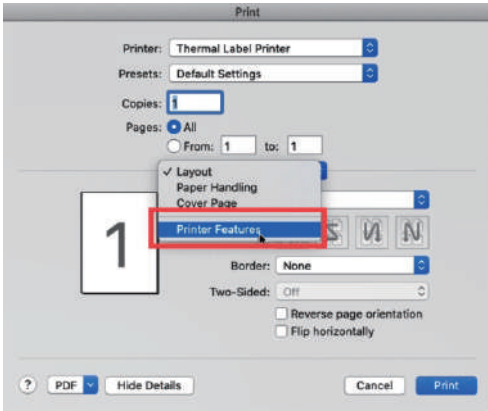 Print
Printer: Thermal Label Printer
Presets: Default Settings
Copies: 1
Pages: All
From: 1 to: 1
✓ Layout
Paper Handling
Cover Page
Printer Features
1
Border: None
Two-Sided: Off
Reverse page orientation
Flip horizontally
? PDF Hide Details Cancel Print